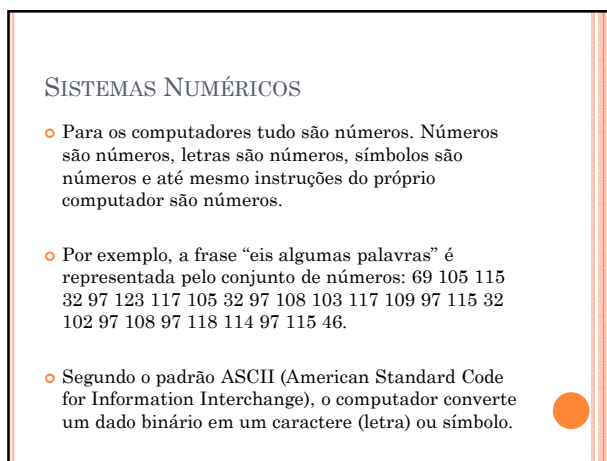 SISTEMAS NUMÉRICOS
Para os computadores tudo são números. Números
são números, letras são números, símbolos são
números e até mesmo instruções do próprio
computador são números.
Por exemplo, a frase “eis algumas palavras” é
representada pelo conjunto de números: 69 105 115
32 97 123 117 105 32 97 108 103 117 109 97 115 32
102 97 108 97 118 114 97 115 46.
Segundo o padrão ASCII (American Standard Code
for Information Interchange), o computador converte
um dado binário em um caractere (letra) ou símbolo.